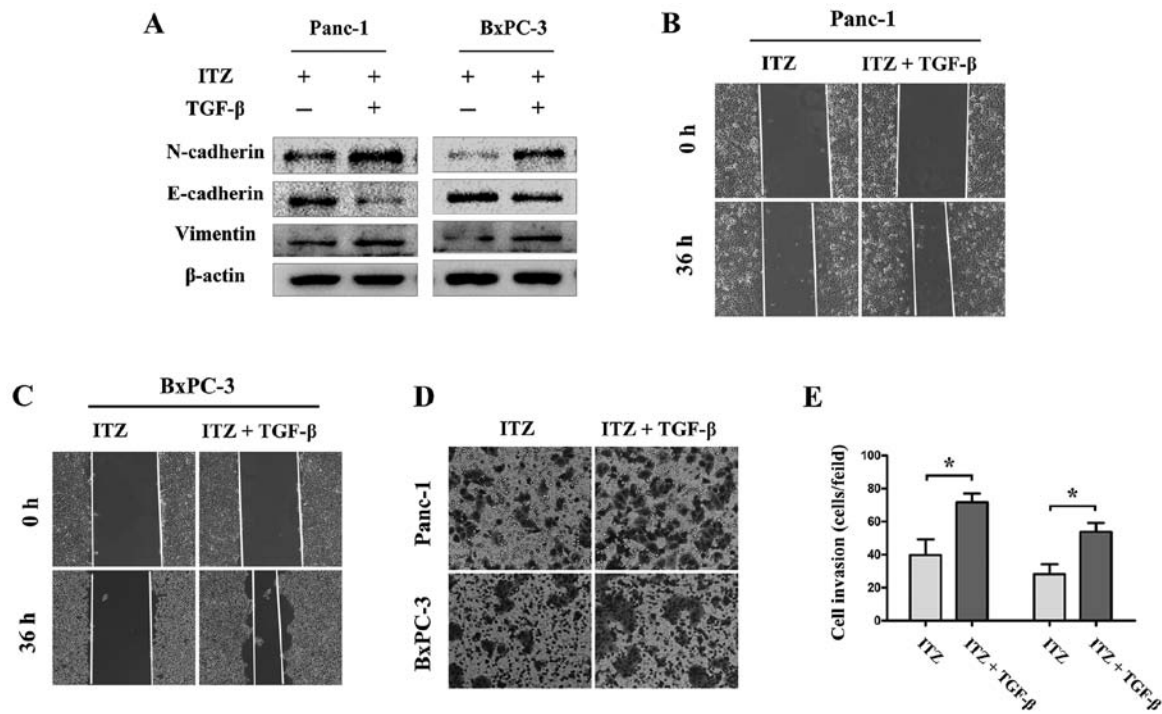 A
Panc-1
BxPC-3
ITZ + + + +
TGF-β – + – +
N-cadherin
E-cadherin
Vimentin
β-actin
B
Panc-1
ITZ ITZ + TGF-β
0 h
36 h
C
BxPC-3
ITZ ITZ + TGF-β
0 h
36 h
D
ITZ ITZ + TGF-β
Panc-1
BxPC-3
E
Cell invasion (cells/feild)
100
80
60
40
20
0
*
*
ITZ
ITZ + TGF-β
ITZ
ITZ + TGF-β